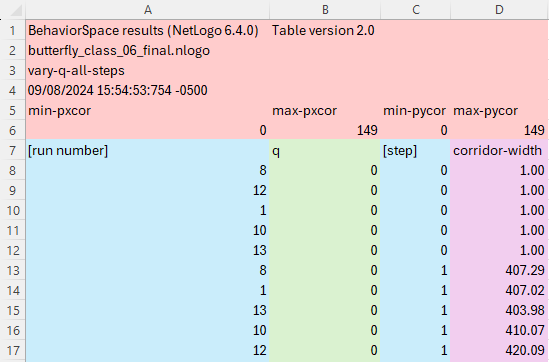 A B C D
1 BehaviorSpace results (NetLogo 6.4.0) Table version 2.0
2 butterfly_class_06_final.nlogo
3 vary-q-all-steps
4 09/08/2024 15:54:53:754 -0500
5 min-pxcor max-pxcor min-pycor max-pycor
6 0 149 0 149
7 [run number] q [step] corridor-width
8 8 0 0 1.00
9 12 0 0 1.00
10 1 0 0 1.00
11 10 0 0 1.00
12 13 0 0 1.00
13 8 0 1 407.29
14 1 0 1 407.02
15 13 0 1 403.98
16 10 0 1 410.07
17 12 0 1 420.09